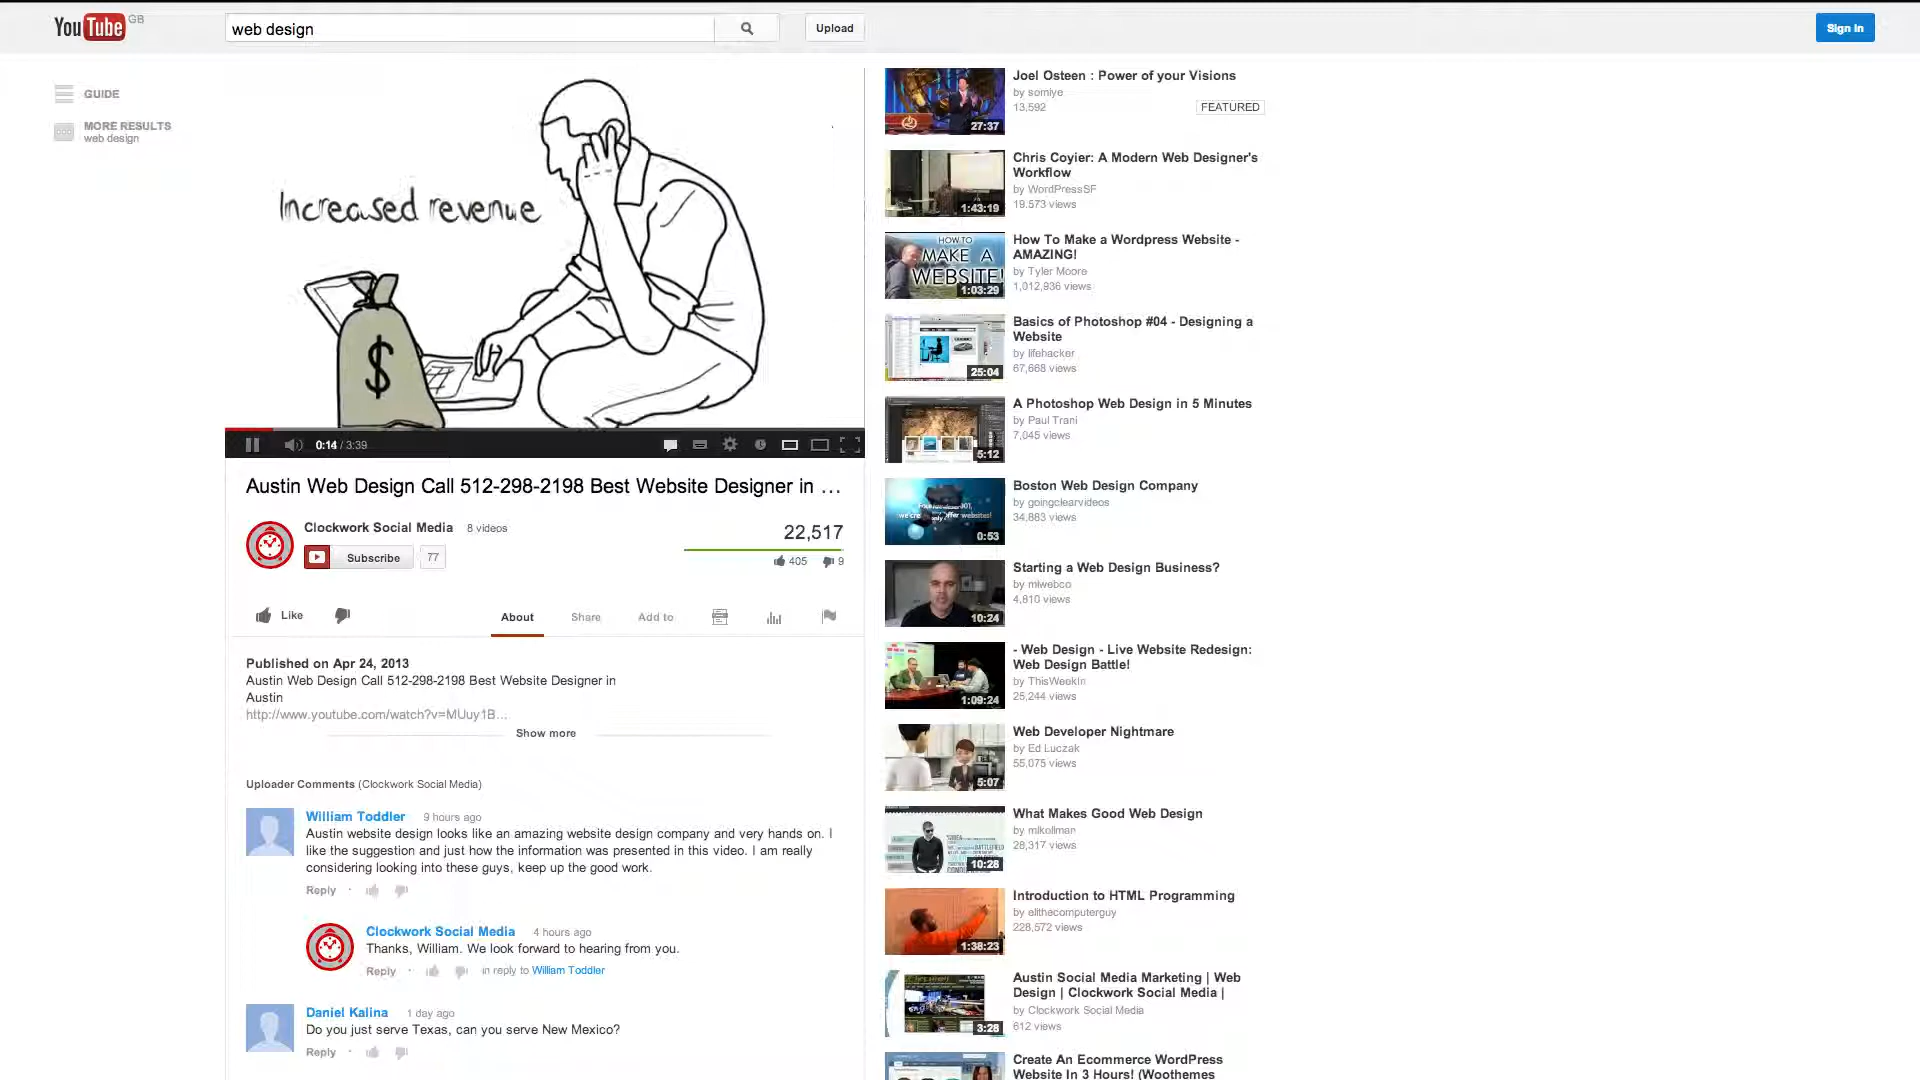 YouTube GB
web design
Upload
Sign In
GUIDE
MORE RESULTS
web design
Increased revenue
$
0:14 / 3:39
Austin Web Design Call 512-298-2198 Best Website Designer in ...
Clockwork Social Media 8 videos
22,517
Subscribe 77
405 9
Like
About Share Add to
Published on Apr 24, 2013
Austin Web Design Call 512-298-2198 Best Website Designer in
Austin
http://www.youtube.com/watch?v=MUuy1B...
Show more
Uploader Comments (Clockwork Social Media)
William Toddler 9 hours ago
Austin website design looks like an amazing website design company and very hands on. I
like the suggestion and just how the information was presented in this video. I am really
considering looking into these guys, keep up the good work.
Reply ·
Clockwork Social Media 4 hours ago
Thanks, William. We look forward to hearing from you.
Reply · in reply to William Toddler
Daniel Kalina 1 day ago
Do you just serve Texas, can you serve New Mexico?
Reply ·
27:37
Joel Osteen : Power of your Visions
by somiye
13,592
FEATURED
1:43:19
Chris Coyier: A Modern Web Designer's
Workflow
by WordPressSF
19,573 views
HOW TO
MAKE A
WEBSITE!
1:03:29
How To Make a Wordpress Website -
AMAZING!
by Tyler Moore
1,012,936 views
25:04
Basics of Photoshop #04 - Designing a
Website
by lifehacker
67,668 views
5:12
A Photoshop Web Design in 5 Minutes
by Paul Trani
7,045 views
0:53
Boston Web Design Company
by goingclearvideos
34,883 views
10:24
Starting a Web Design Business?
by miwebco
4,810 views
1:09:24
- Web Design - Live Website Redesign:
Web Design Battle!
by ThisWeekIn
25,244 views
5:07
Web Developer Nightmare
by Ed Luczak
55,075 views
10:28
What Makes Good Web Design
by mikollman
28,317 views
1:38:23
Introduction to HTML Programming
by elithecomputerguy
228,572 views
3:28
Austin Social Media Marketing | Web
Design | Clockwork Social Media |
by Clockwork Social Media
612 views
Create An Ecommerce WordPress
Website In 3 Hours! (Woothemes